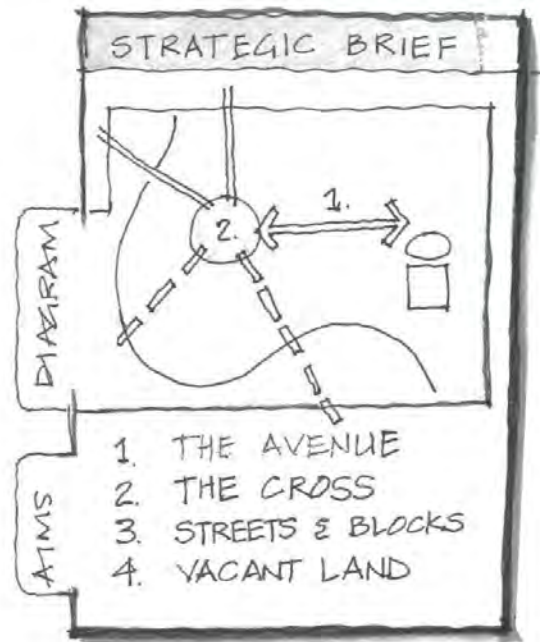 STRATEGIC BRIEF
1.
2.
DIAGRAM
1. THE AVENUE
2. THE CROSS
3. STREETS & BLOCKS
4. VACANT LAND
AIMS